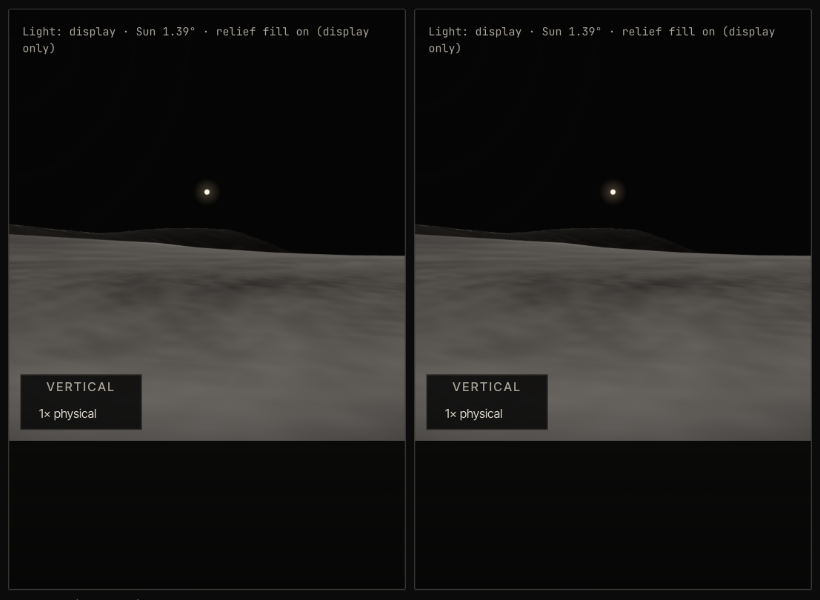 Light: display · Sun 1.39° · relief fill on (display
only)
VERTICAL
1× physical
Light: display · Sun 1.39° · relief fill on (display
only)
VERTICAL
1× physical